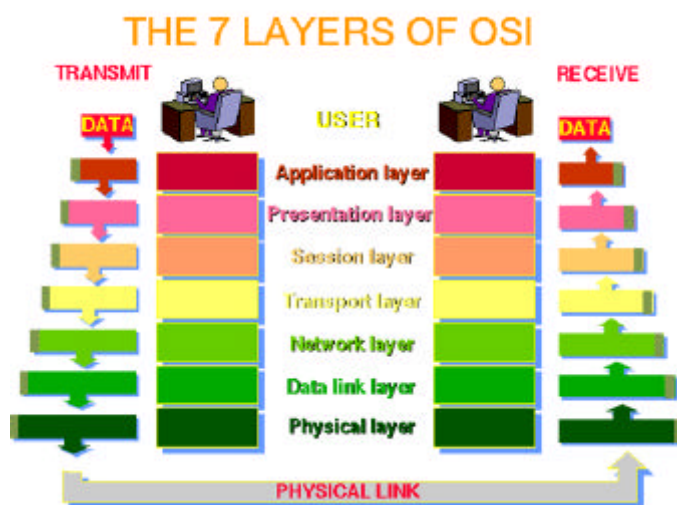 THE 7 LAYERS OF OSI
TRANSMIT
RECEIVE
USER
DATA
DATA
Application layer
Presentation layer
Session layer
Transport layer
Network layer
Data link layer
Physical layer
PHYSICAL LINK